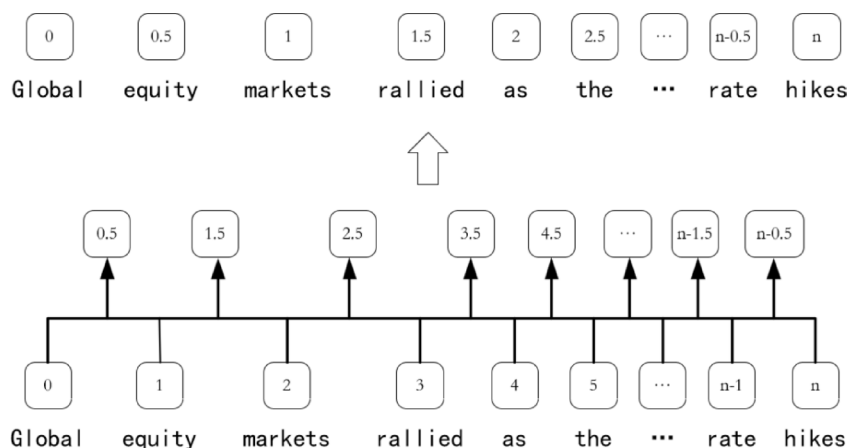 0 0.5 1 1.5 2 2.5 ... n-0.5 n
Global equity markets rallied as the ... rate hikes
0.5 1.5 2.5 3.5 4.5 ... n-1.5 n-0.5
0 1 2 3 4 5 ... n-1 n
Global equity markets rallied as the ... rate hikes